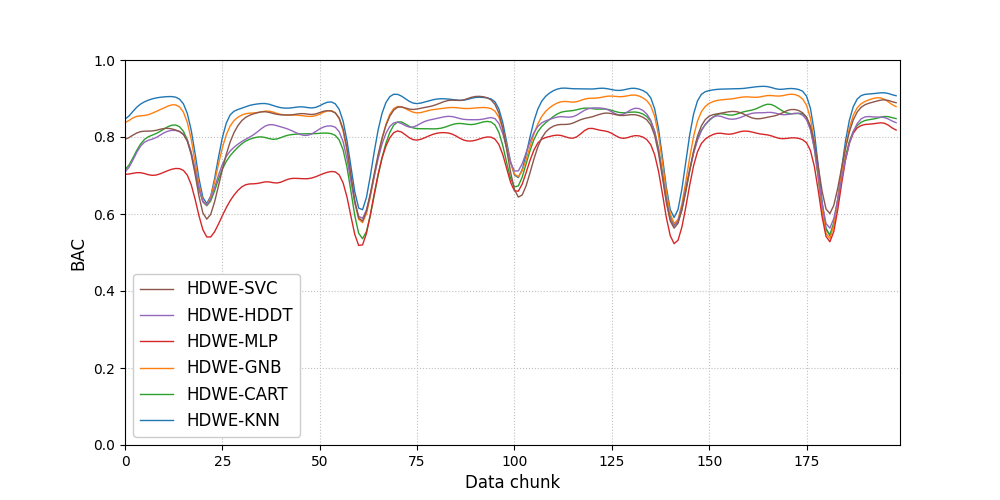 1.0
0.8
0.6
0.4
0.2
0.0
BAC
HDWE-SVC
HDWE-HDDT
HDWE-MLP
HDWE-GNB
HDWE-CART
HDWE-KNN
0 25 50 75 100 125 150 175
Data chunk